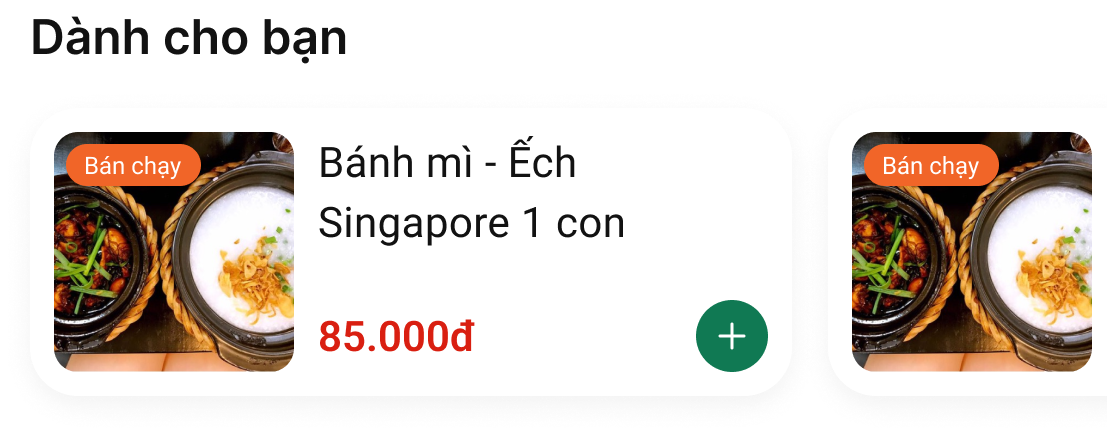 Dành cho bạn
Bán chạy
Bánh mì - Ếch
Singapore 1 con
85.000đ
Bán chạy